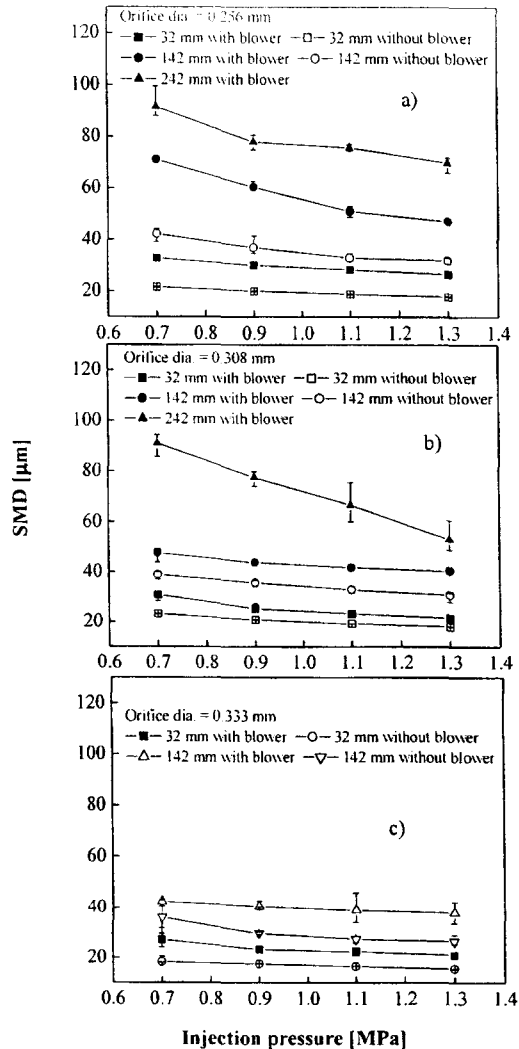 Orifice dia. = 0.256 mm
32 mm with blower 32 mm without blower
142 mm with blower 142 mm without blower
242 mm with blower
a)
120
100
80
60
40
20
0.6 0.7 0.8 0.9 1.0 1.1 1.2 1.3 1.4
Orifice dia. = 0.308 mm
32 mm with blower 32 mm without blower
142 mm with blower 142 mm without blower
242 mm with blower
b)
120
100
80
60
40
20
0.6 0.7 0.8 0.9 1.0 1.1 1.2 1.3 1.4
SMD [µm]
Orifice dia. = 0.333 mm
32 mm with blower 32 mm without blower
142 mm with blower 142 mm without blower
c)
120
100
80
60
40
20
0.6 0.7 0.8 0.9 1.0 1.1 1.2 1.3 1.4
Injection pressure [MPa]